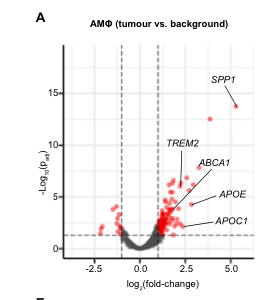 A
AMΦ (tumour vs. background)
SPP1
15
TREM2
10
ABCA1
-Log10(padj)
5
APOE
APOC1
0
-2.5 0.0 2.5 5.0
log2(fold-change)